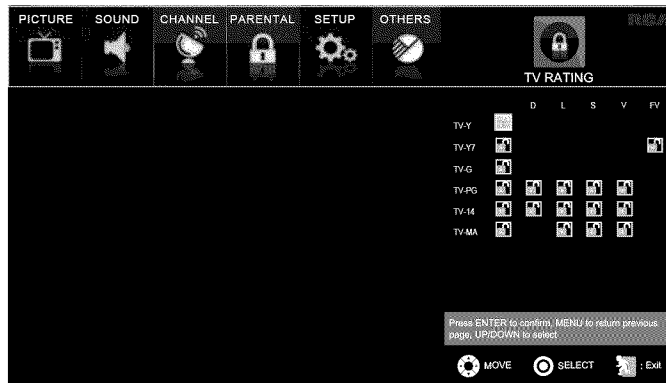 PICTURE SOUND CHANNEL PARENTAL SETUP OTHERS
RCA
TV RATING
D L S V FV
TV-Y
TV-Y7
TV-G
TV-PG
TV-14
TV-MA
Press ENTER to confirm, MENU to return previous
page, UP/DOWN to select
MOVE SELECT : Exit